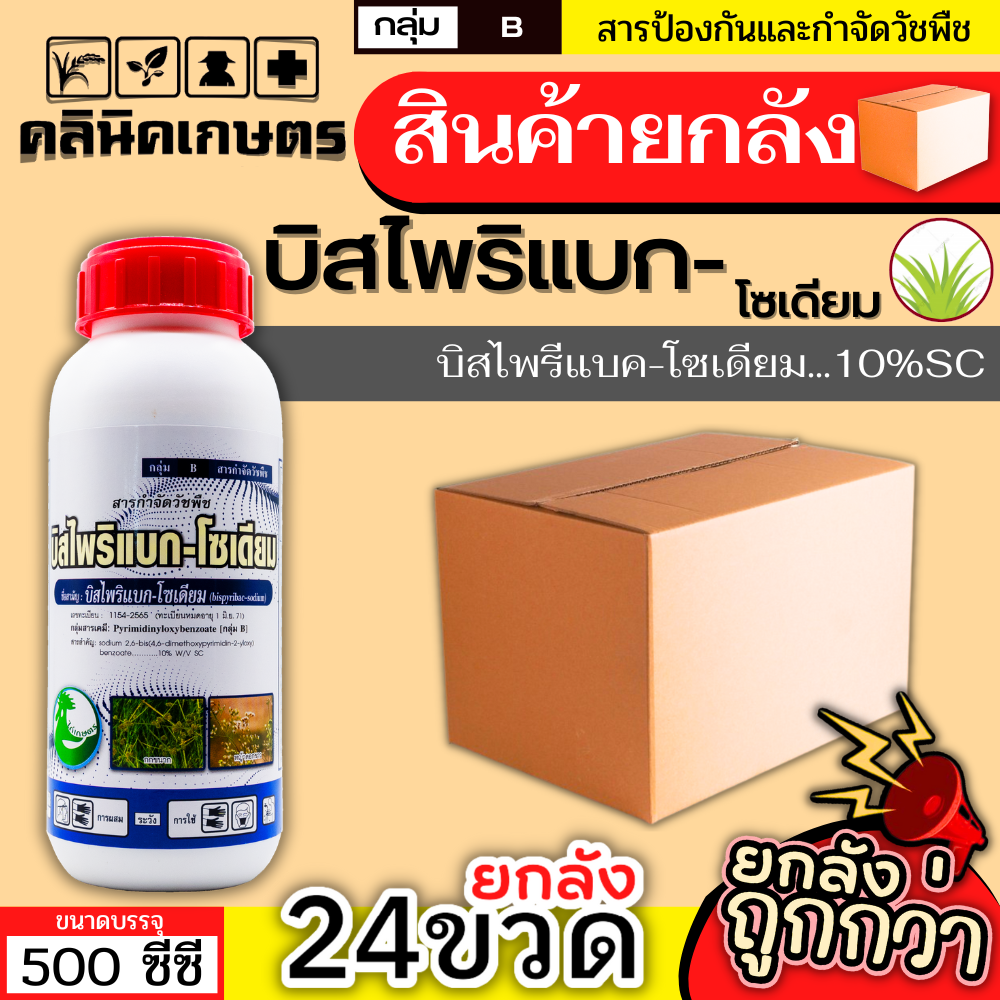 กลุ่ม B สารป้องกันและกำจัดวัชพืช
คลินิคเกษตร
สินค้ายกลัง
บิสไพริแบก-
โซเดียม
บิสไพรีแบค-โซเดียม...10%SC
กลุ่ม B สารกำจัดวัชพืช
สารกำจัดวัชพืช
บิสไพริแบก-โซเดียม
ชื่อสามัญ : บิสไพริแบก-โซเดียม (bispyribac-sodium)
เลขทะเบียน : 1154-2565 (ทะเบียนหมดอายุ 1 มิ.ย. 71)
กลุ่มสารเคมี: Pyrimidinyloxybenzoate [กลุ่ม B]
สารสำคัญ: sodium 2,6-bis(4,6-dimethoxypyrimidin-2-yloxy)
benzoate...........10% W/V SC
กกขนาก
การผสม ระวัง การใช้
ขนาดบรรจุ
500 ซีซี
ยกลัง
24ขวด
ยกลัง
ถูกกว่า